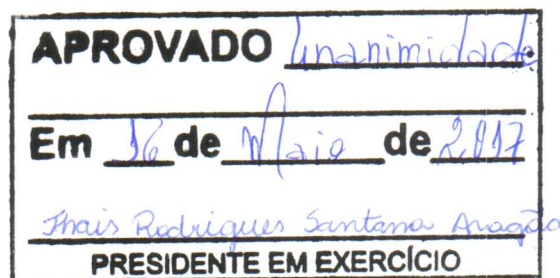 APROVADO Unanimidade
Em 16 de Maio de 2017
Thais Rodrigues Santana Aragão
PRESIDENTE EM EXERCÍCIO